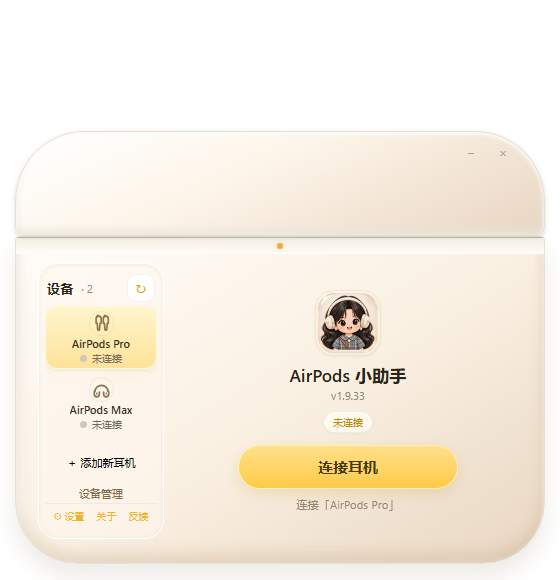 − ×
设备 · 2 ↻
AirPods Pro
未连接
AirPods Max
未连接
+ 添加新耳机
设备管理
⚙ 设置 关于 反馈
AirPods 小助手
v1.9.33
未连接
连接耳机
连接「AirPods Pro」